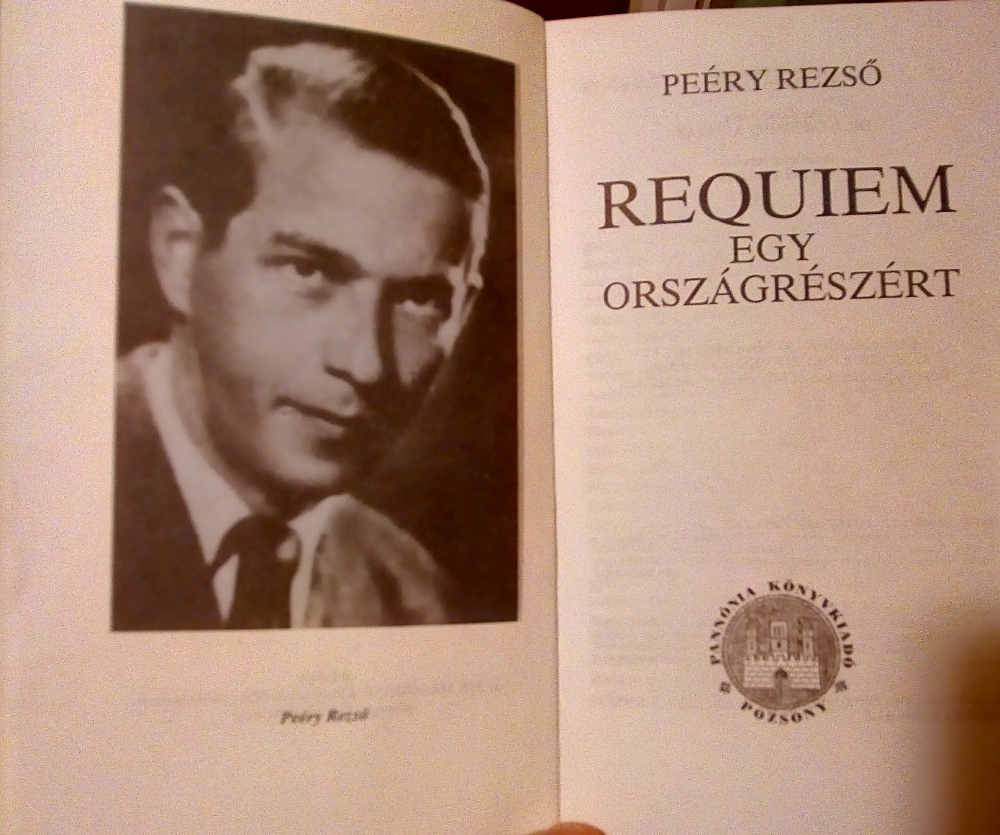 Peéry Rezső
PEÉRY REZSŐ
REQUIEM
EGY
ORSZÁGRÉSZÉRT
PANNÓNIA KÖNYVKIADÓ
POZSONY